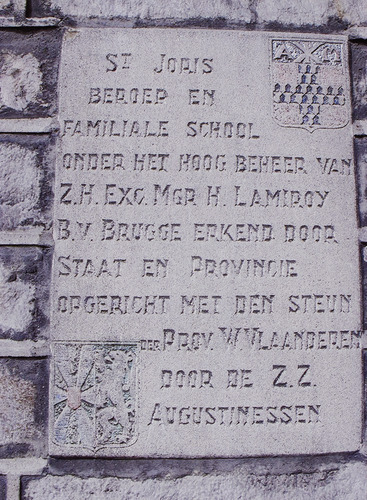 ST JORIS
BEROEP EN
FAMILIALE SCHOOL
ONDER HET HOOG BEHEER VAN
Z.H. EXC. MGR H. LAMIROY
B.V. BRUGGE ERKEND DOOR
STAAT EN PROVINCIE
OPGERICHT MET DEN STEUN
DER PROV. W. VLAANDEREN
DOOR DE Z.Z.
AUGUSTINESSEN